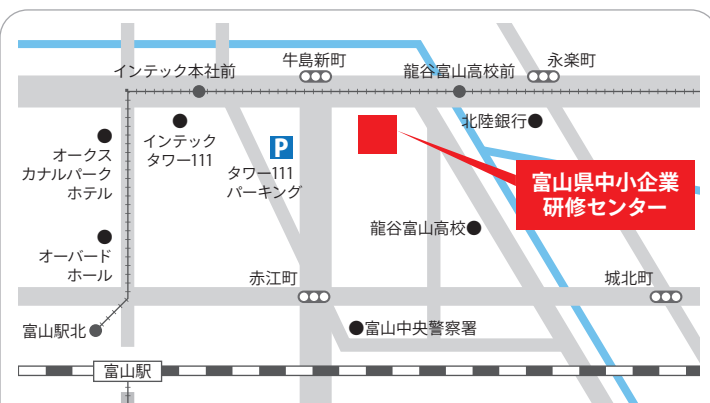 牛島新町
永楽町
インテック本社前
龍谷富山高校前
北陸銀行
インテック
タワー111
オークス
カナルパーク
ホテル
P
タワー111
パーキング
富山県中小企業
研修センター
龍谷富山高校
オーバード
ホール
赤江町
城北町
富山駅北
富山中央警察署
富山駅